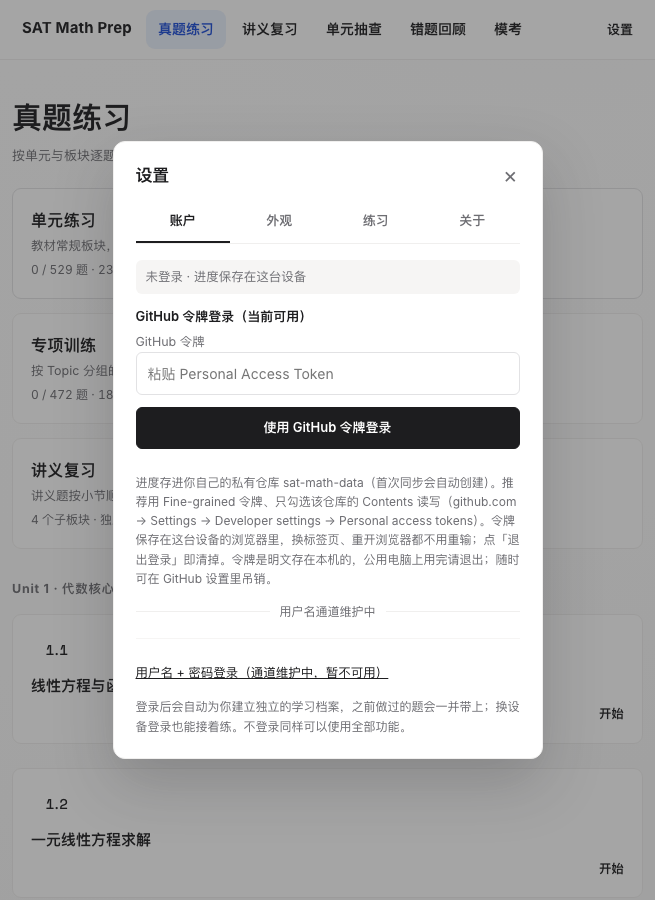 SAT Math Prep
真题练习
讲义复习
单元抽查
错题回顾
模考
设置
真题练习
按单元与板块逐题
单元练习
教材常规板块，
0 / 529 题 · 23
专项训练
按 Topic 分组
0 / 472 题 · 18
讲义复习
讲义题按小节顺
4 个子板块 · 独
Unit 1 · 代数核心
1.1
线性方程与
开始
1.2
一元线性方程求解
开始
设置
×
账户
外观
练习
关于
未登录 · 进度保存在这台设备
GitHub 令牌登录（当前可用）
GitHub 令牌
粘贴 Personal Access Token
使用 GitHub 令牌登录
进度存进你自己的私有仓库 sat-math-data（首次同步会自动创建）。推
荐用 Fine-grained 令牌、只勾选该仓库的 Contents 读写（github.com
→ Settings → Developer settings → Personal access tokens）。令牌
保存在这台设备的浏览器里，换标签页、重开浏览器都不用重输；点「退
出登录」即清掉。令牌是明文存在本机的，公用电脑上用完请退出；随时
可在 GitHub 设置里吊销。
用户名通道维护中
用户名 + 密码登录（通道维护中，暂不可用）
登录后会自动为你建立独立的学习档案，之前做过的题会一并带上；换设
备登录也能接着练。不登录同样可以使用全部功能。